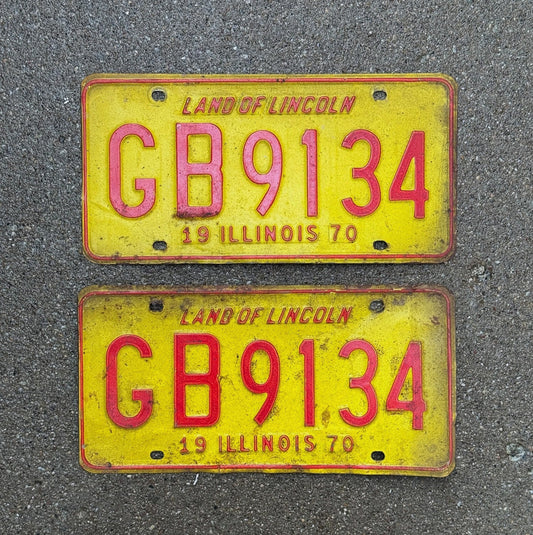 LAND OF LINCOLN
GB9134
19 ILLINOIS 70
LAND OF LINCOLN
GB9134
19 ILLINOIS 70